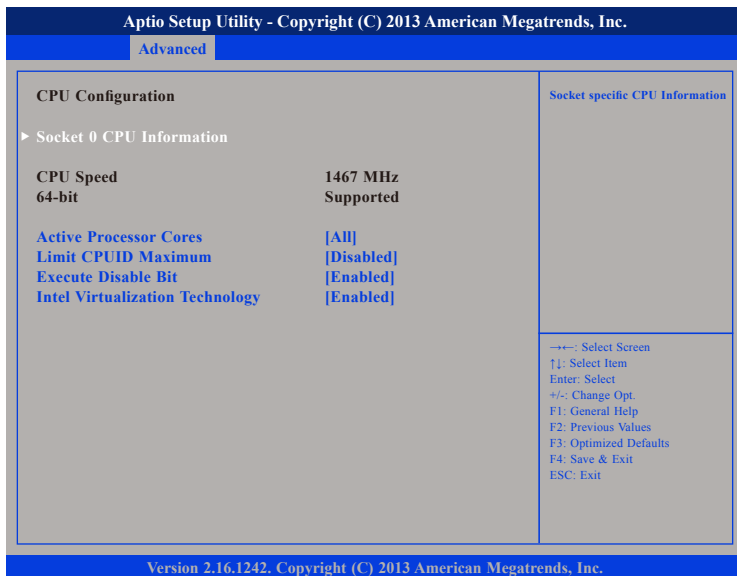 Aptio Setup Utility - Copyright (C) 2013 American Megatrends, Inc.
Advanced
CPU Configuration
▶ Socket 0 CPU Information
CPU Speed 1467 MHz
64-bit Supported
Active Processor Cores [All]
Limit CPUID Maximum [Disabled]
Execute Disable Bit [Enabled]
Intel Virtualization Technology [Enabled]
Socket specific CPU Information
→←: Select Screen
↑↓: Select Item
Enter: Select
+/-: Change Opt.
F1: General Help
F2: Previous Values
F3: Optimized Defaults
F4: Save & Exit
ESC: Exit
Version 2.16.1242. Copyright (C) 2013 American Megatrends, Inc.